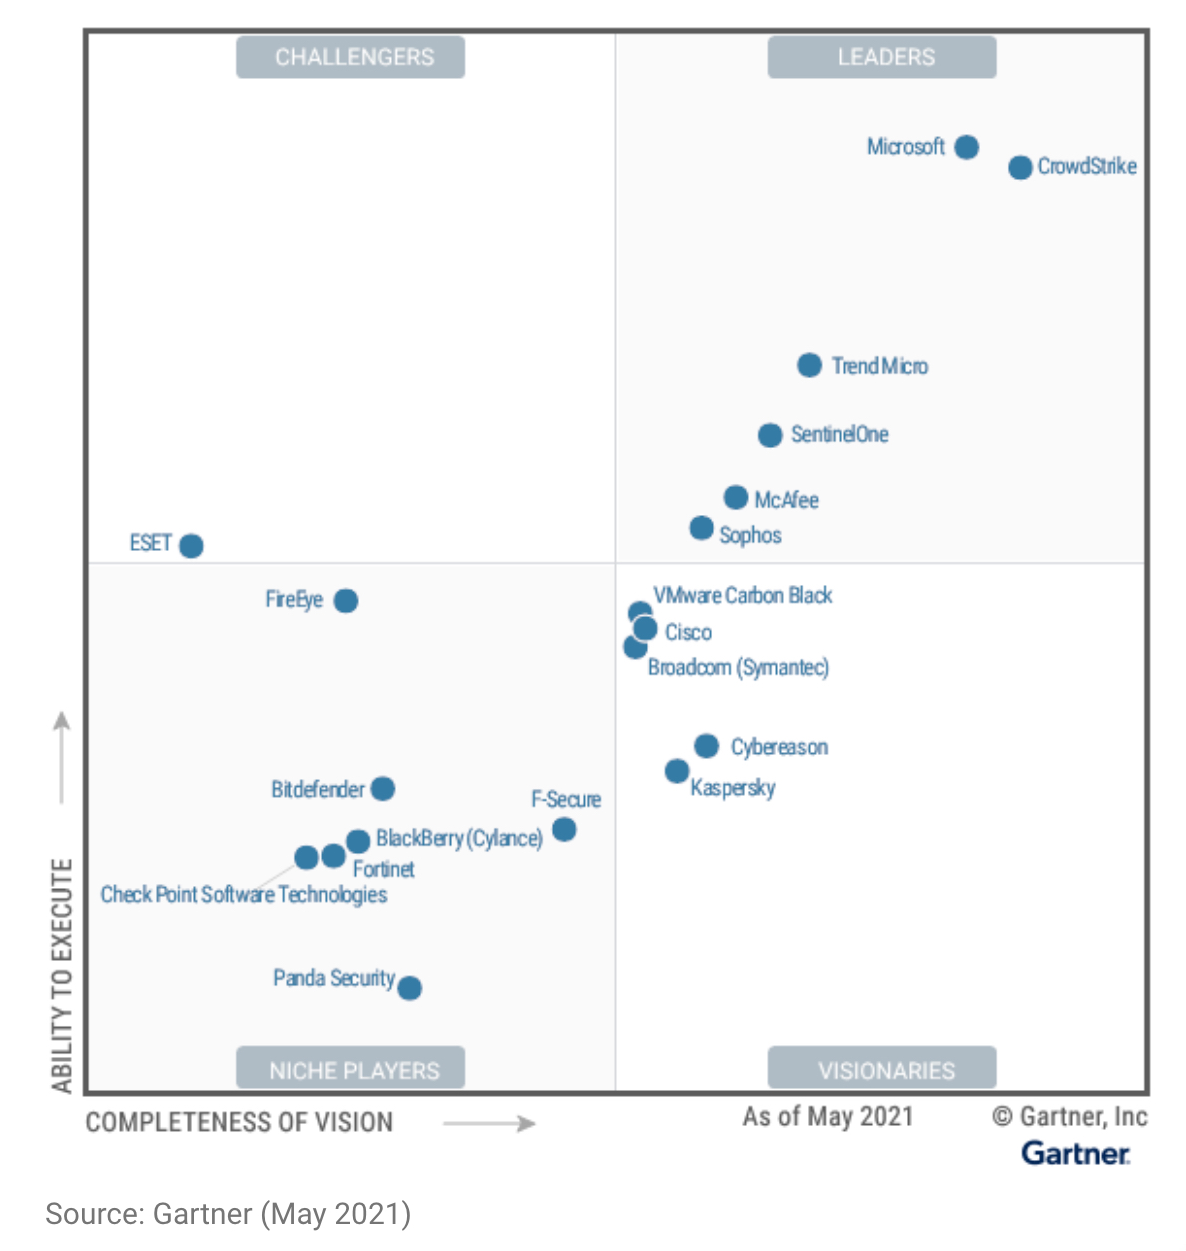 CHALLENGERS
LEADERS
Microsoft
CrowdStrike
Trend Micro
SentinelOne
McAfee
Sophos
ESET
FireEye
VMware Carbon Black
Cisco
Broadcom (Symantec)
Cybereason
Kaspersky
Bitdefender
F-Secure
BlackBerry (Cylance)
Fortinet
Check Point Software Technologies
Panda Security
NICHE PLAYERS
VISIONARIES
ABILITY TO EXECUTE
COMPLETENESS OF VISION
As of May 2021
© Gartner, Inc
Gartner
Source: Gartner (May 2021)